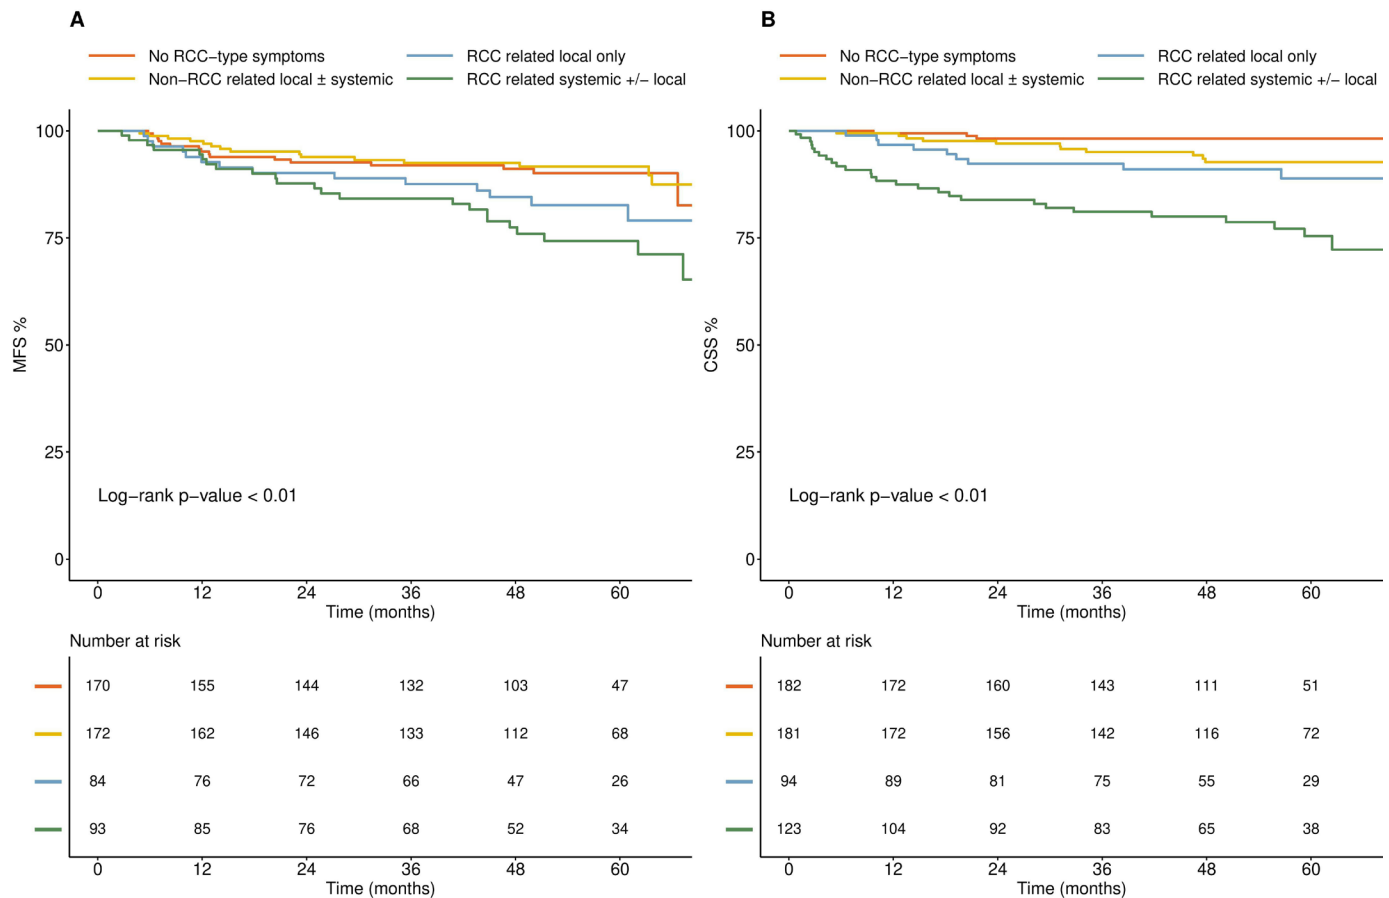 A
No RCC−type symptoms
RCC related local only
Non−RCC related local ± systemic
RCC related systemic +/− local
100
75
50
25
0
MFS %
Log−rank p−value < 0.01
0 12 24 36 48 60
Time (months)
Number at risk
170 155 144 132 103 47
172 162 146 133 112 68
84 76 72 66 47 26
93 85 76 68 52 34
0 12 24 36 48 60
Time (months)
B
No RCC−type symptoms
RCC related local only
Non−RCC related local ± systemic
RCC related systemic +/− local
100
75
50
25
0
CSS %
Log−rank p−value < 0.01
0 12 24 36 48 60
Time (months)
Number at risk
182 172 160 143 111 51
181 172 156 142 116 72
94 89 81 75 55 29
123 104 92 83 65 38
0 12 24 36 48 60
Time (months)